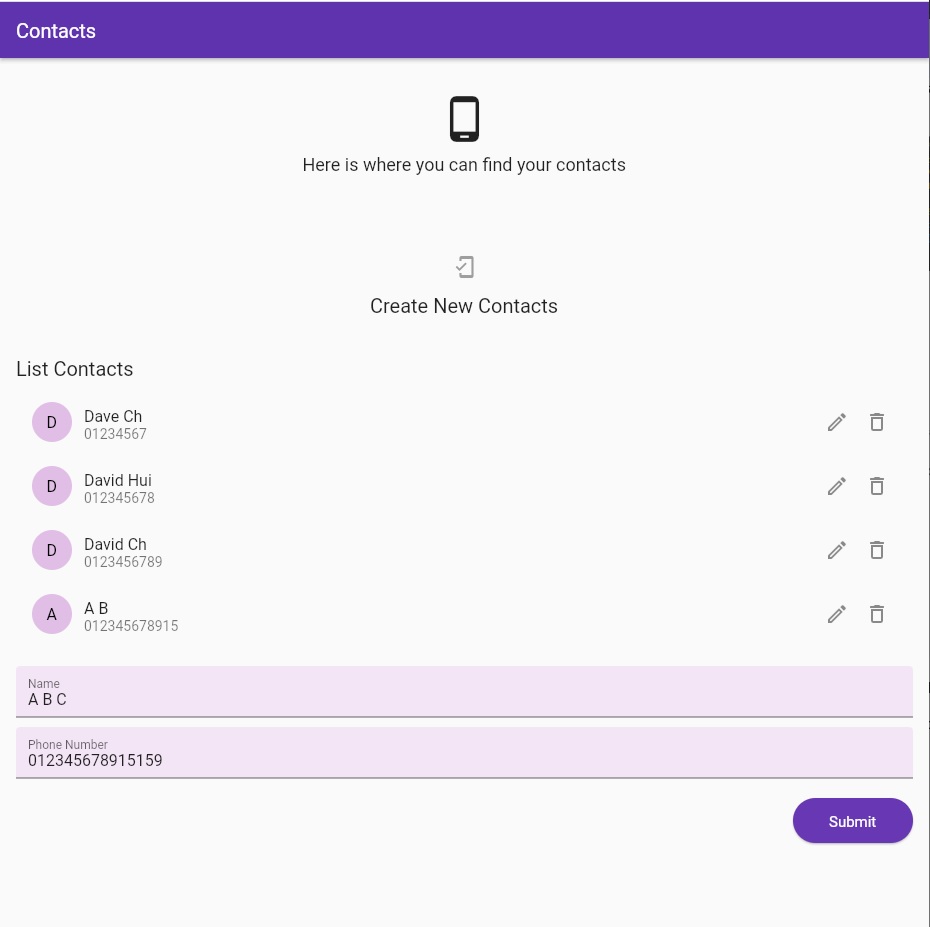 Contacts
Here is where you can find your contacts
Create New Contacts
List Contacts
D
Dave Ch
01234567
D
David Hui
012345678
D
David Ch
0123456789
A
A B
012345678915
Name
A B C
Phone Number
012345678915159
Submit